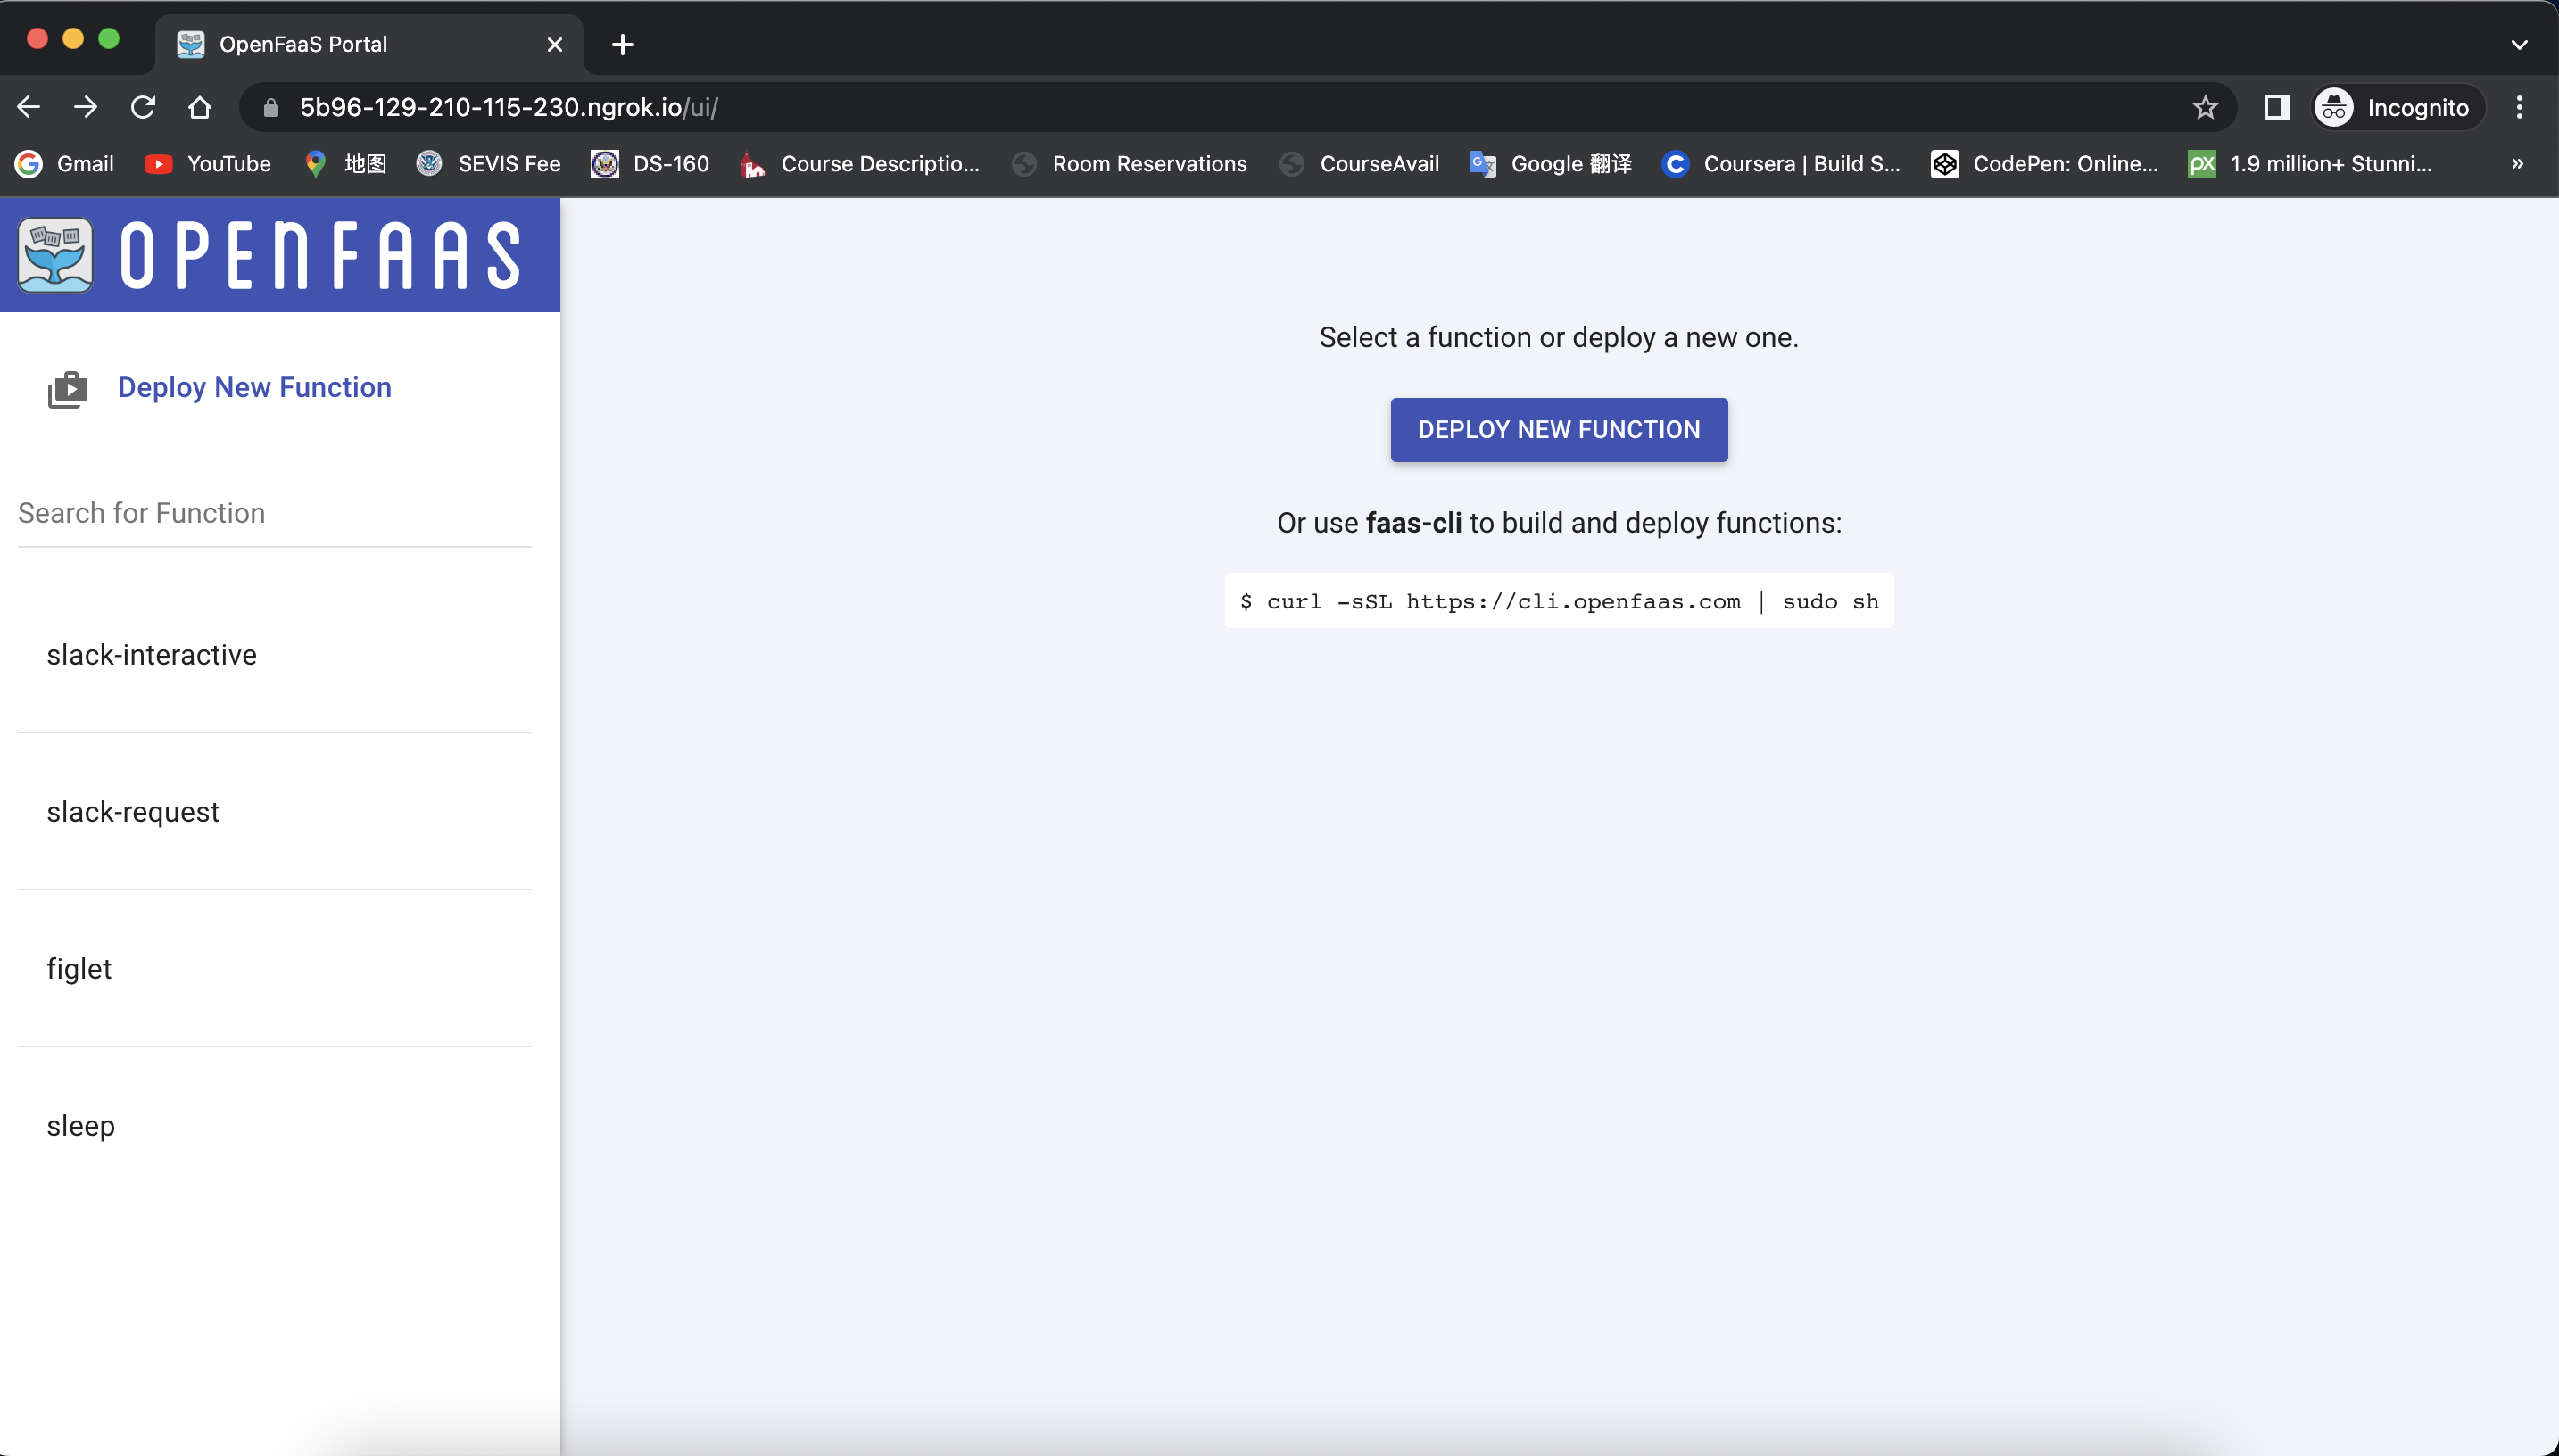 OpenFaaS Portal
5b96-129-210-115-230.ngrok.io/ui/
Incognito
Gmail YouTube 地图 SEVIS Fee DS-160 Course Descriptio... Room Reservations CourseAvail Google 翻译 Coursera | Build S... CodePen: Online... px 1.9 million+ Stunni... »
OPENFAAS
Deploy New Function
Search for Function
slack-interactive
slack-request
figlet
sleep
Select a function or deploy a new one.
DEPLOY NEW FUNCTION
Or use faas-cli to build and deploy functions:
$ curl -sSL https://cli.openfaas.com | sudo sh